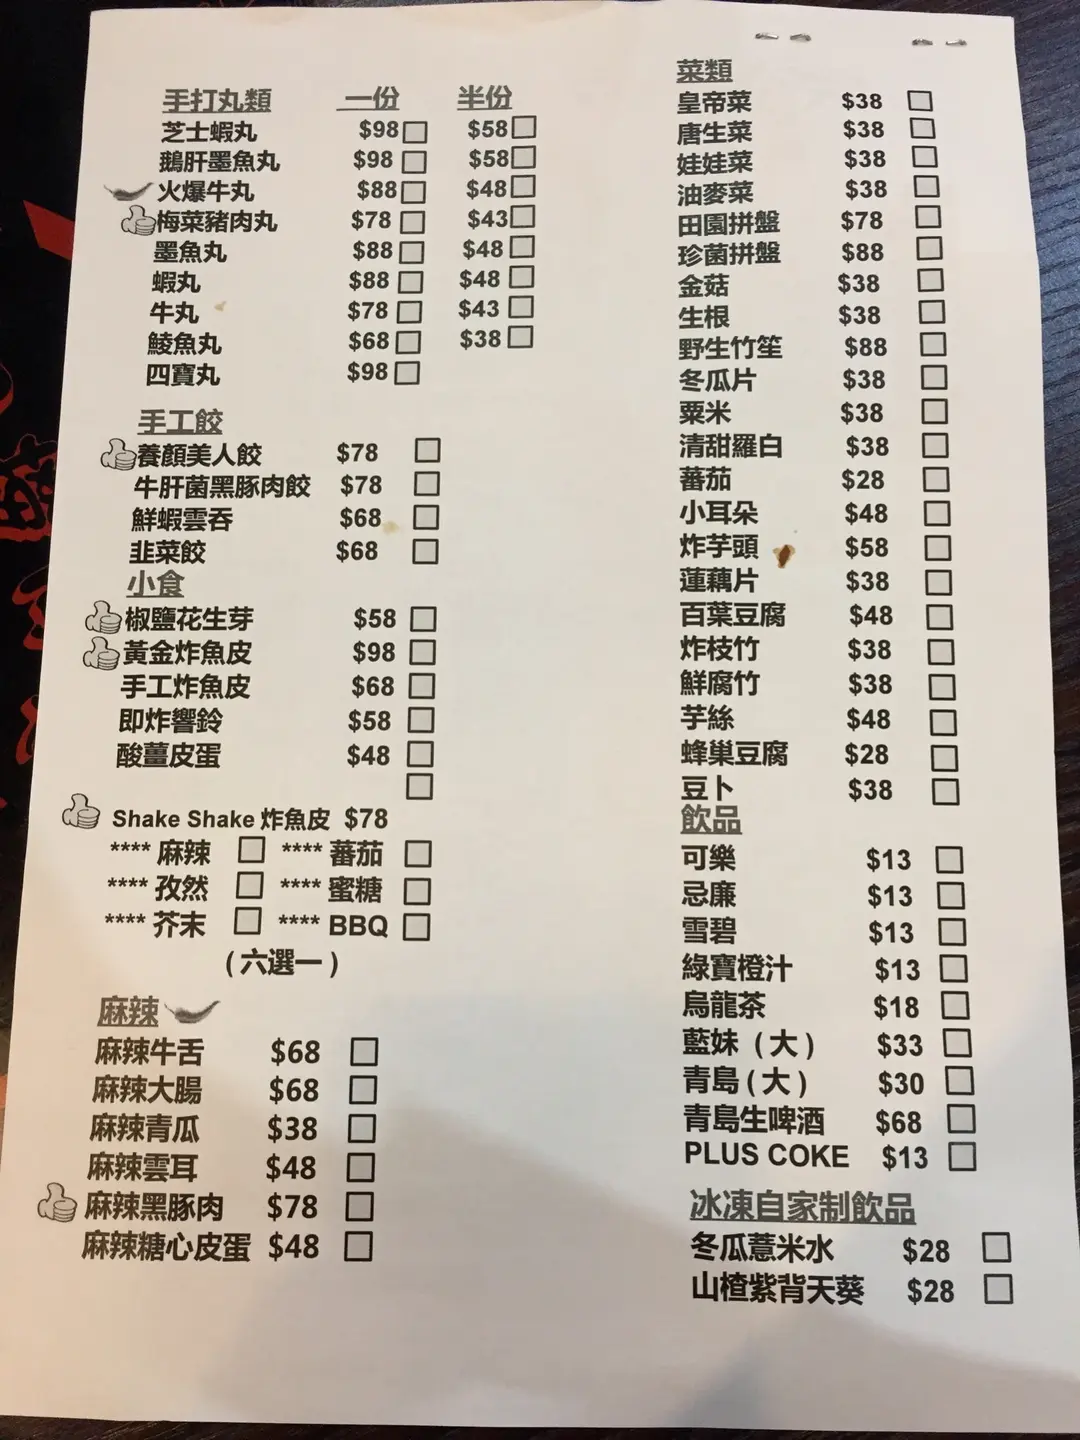 手打丸類 一份 半份
芝士蝦丸 $98 $58
鵝肝墨魚丸 $98 $58
火爆牛丸 $88 $48
梅菜豬肉丸 $78 $43
墨魚丸 $88 $48
蝦丸 $88 $48
牛丸 $78 $43
鯪魚丸 $68 $38
四寶丸 $98
手工餃
養顏美人餃 $78
牛肝菌黑豚肉餃 $78
鮮蝦雲吞 $68
韭菜餃 $68
小食
椒鹽花生芽 $58
黃金炸魚皮 $98
手工炸魚皮 $68
即炸響鈴 $58
酸薑皮蛋 $48
Shake Shake 炸魚皮 $78
**** 麻辣 **** 蕃茄
**** 孜然 **** 蜜糖
**** 芥末 **** BBQ
(六選一)
麻辣
麻辣牛舌 $68
麻辣大腸 $68
麻辣青瓜 $38
麻辣雲耳 $48
麻辣黑豚肉 $78
麻辣糖心皮蛋 $48
菜類
皇帝菜 $38
唐生菜 $38
娃娃菜 $38
油麥菜 $38
田園拼盤 $78
珍菌拼盤 $88
金菇 $38
生根 $38
野生竹笙 $88
冬瓜片 $38
粟米 $38
清甜羅白 $38
蕃茄 $28
小耳朵 $48
炸芋頭 $58
蓮藕片 $38
百葉豆腐 $48
炸枝竹 $38
鮮腐竹 $38
芋絲 $48
蜂巢豆腐 $28
豆卜 $38
飲品
可樂 $13
忌廉 $13
雪碧 $13
綠寶橙汁 $13
烏龍茶 $18
藍妹 (大) $33
青島(大) $30
青島生啤酒 $68
PLUS COKE $13
冰凍自家制飲品
冬瓜薏米水 $28
山楂紫背天葵 $28